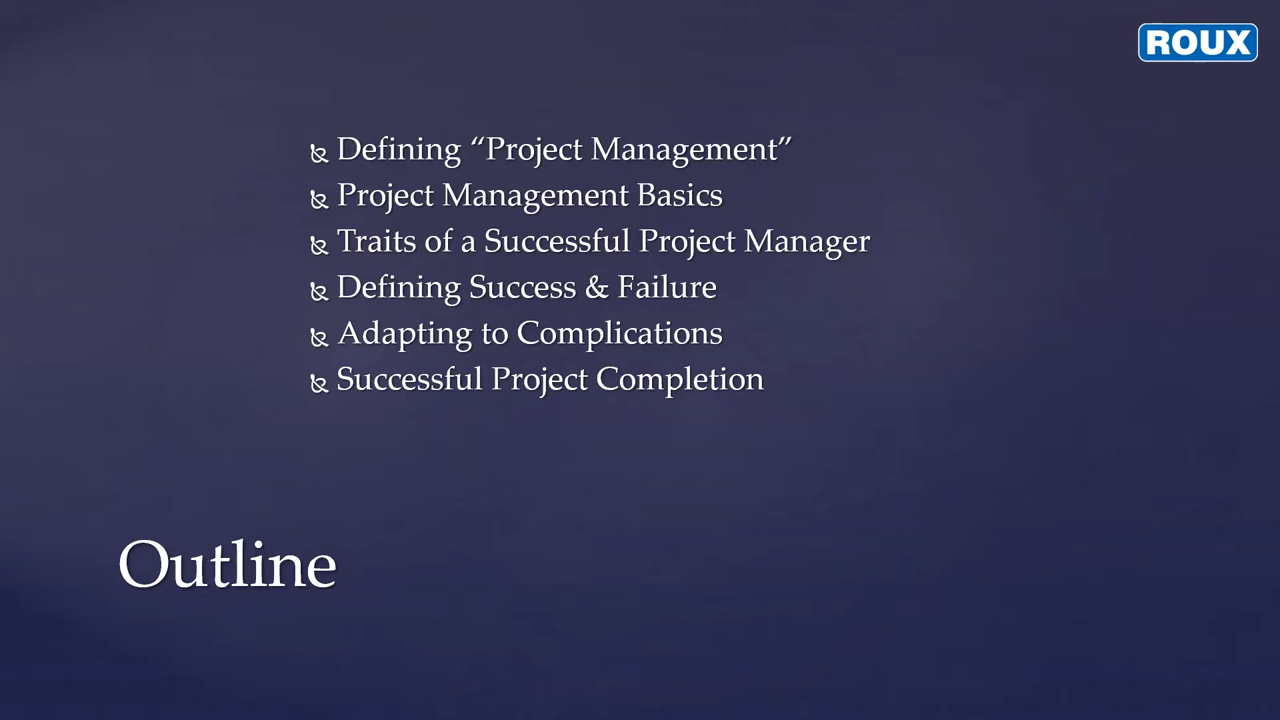 ROUX
Defining “Project Management”
Project Management Basics
Traits of a Successful Project Manager
Defining Success & Failure
Adapting to Complications
Successful Project Completion
Outline